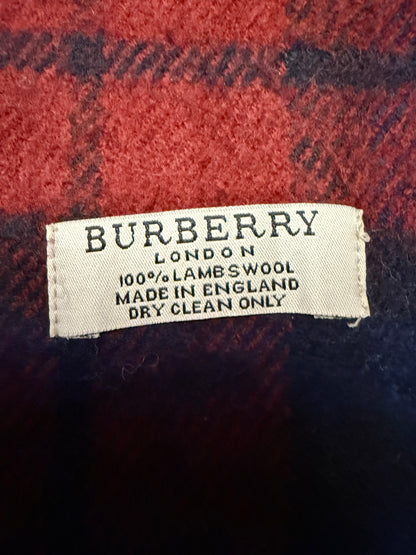 BURBERRY
LONDON
100% LAMBSWOOL
MADE IN ENGLAND
DRY CLEAN ONLY